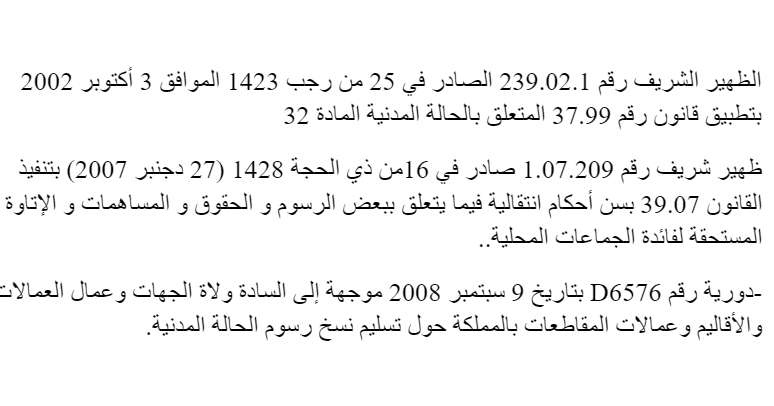 الظهير الشريف رقم 239.02.1 الصادر في 25 من رجب 1423 الموافق 3 أكتوبر 2002
بتطبيق قانون رقم 37.99 المتعلق بالحالة المدنية المادة 32
ظهير شريف رقم 1.07.209 صادر في 16من ذي الحجة 1428 (27 دجنبر 2007) بتنفيذ
القانون 39.07 بسن أحكام انتقالية فيما يتعلق ببعض الرسوم و الحقوق و المساهمات و الإتاوة
المستحقة لفائدة الجماعات المحلية..
-دورية رقم D6576 بتاريخ 9 سبتمبر 2008 موجهة إلى السادة ولاة الجهات وعمال العمالات
والأقاليم وعمالات المقاطعات بالمملكة حول تسليم نسخ رسوم الحالة المدنية.